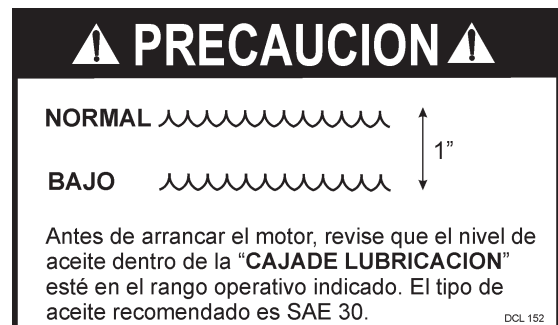 PRECAUCION
NORMAL
1”
BAJO
Antes de arrancar el motor, revise que el nivel de
aceite dentro de la “CAJADE LUBRICACION”
esté en el rango operativo indicado. El tipo de
aceite recomendado es SAE 30.
DCL 152